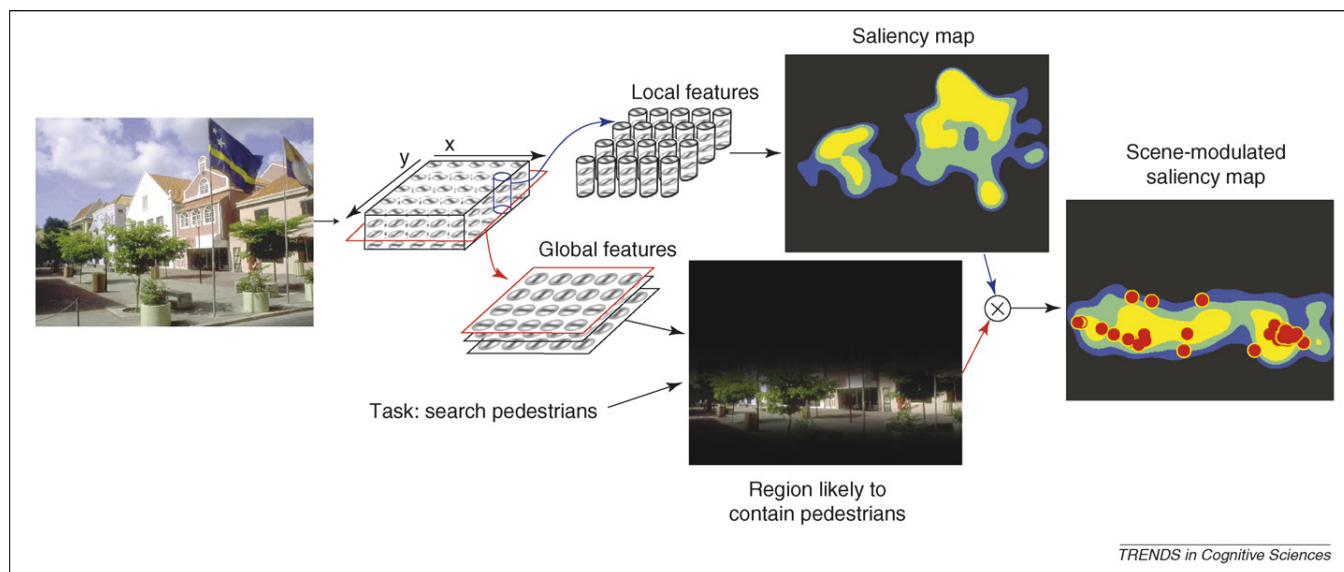 Saliency map
Local features
x
y
Global features
Scene-modulated
saliency map
Task: search pedestrians
Region likely to
contain pedestrians
TRENDS in Cognitive Sciences